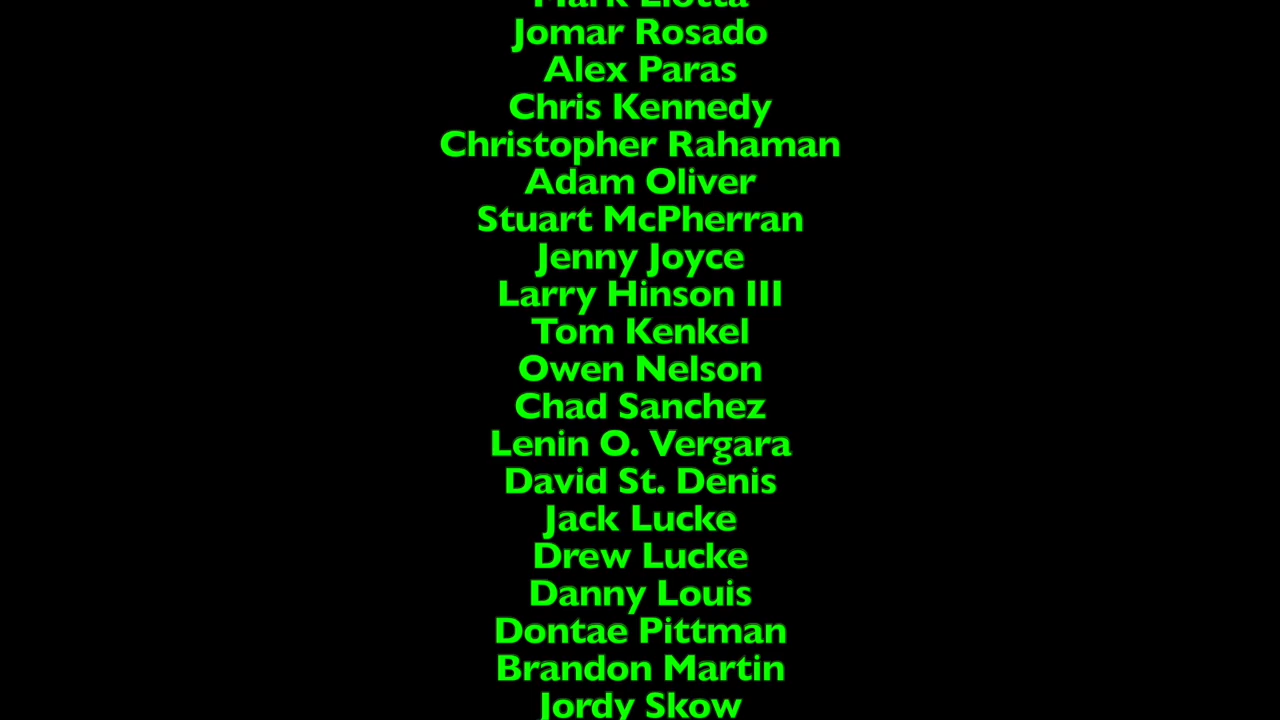 Mark Liotta
Jomar Rosado
Alex Paras
Chris Kennedy
Christopher Rahaman
Adam Oliver
Stuart McPherran
Jenny Joyce
Larry Hinson III
Tom Kenkel
Owen Nelson
Chad Sanchez
Lenin O. Vergara
David St. Denis
Jack Lucke
Drew Lucke
Danny Louis
Dontae Pittman
Brandon Martin
Jordy Skow